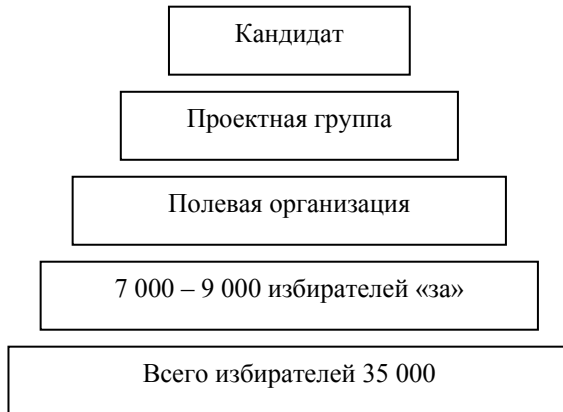 Кандидат
Проектная группа
Полевая организация
7 000 – 9 000 избирателей «за»
Всего избирателей 35 000